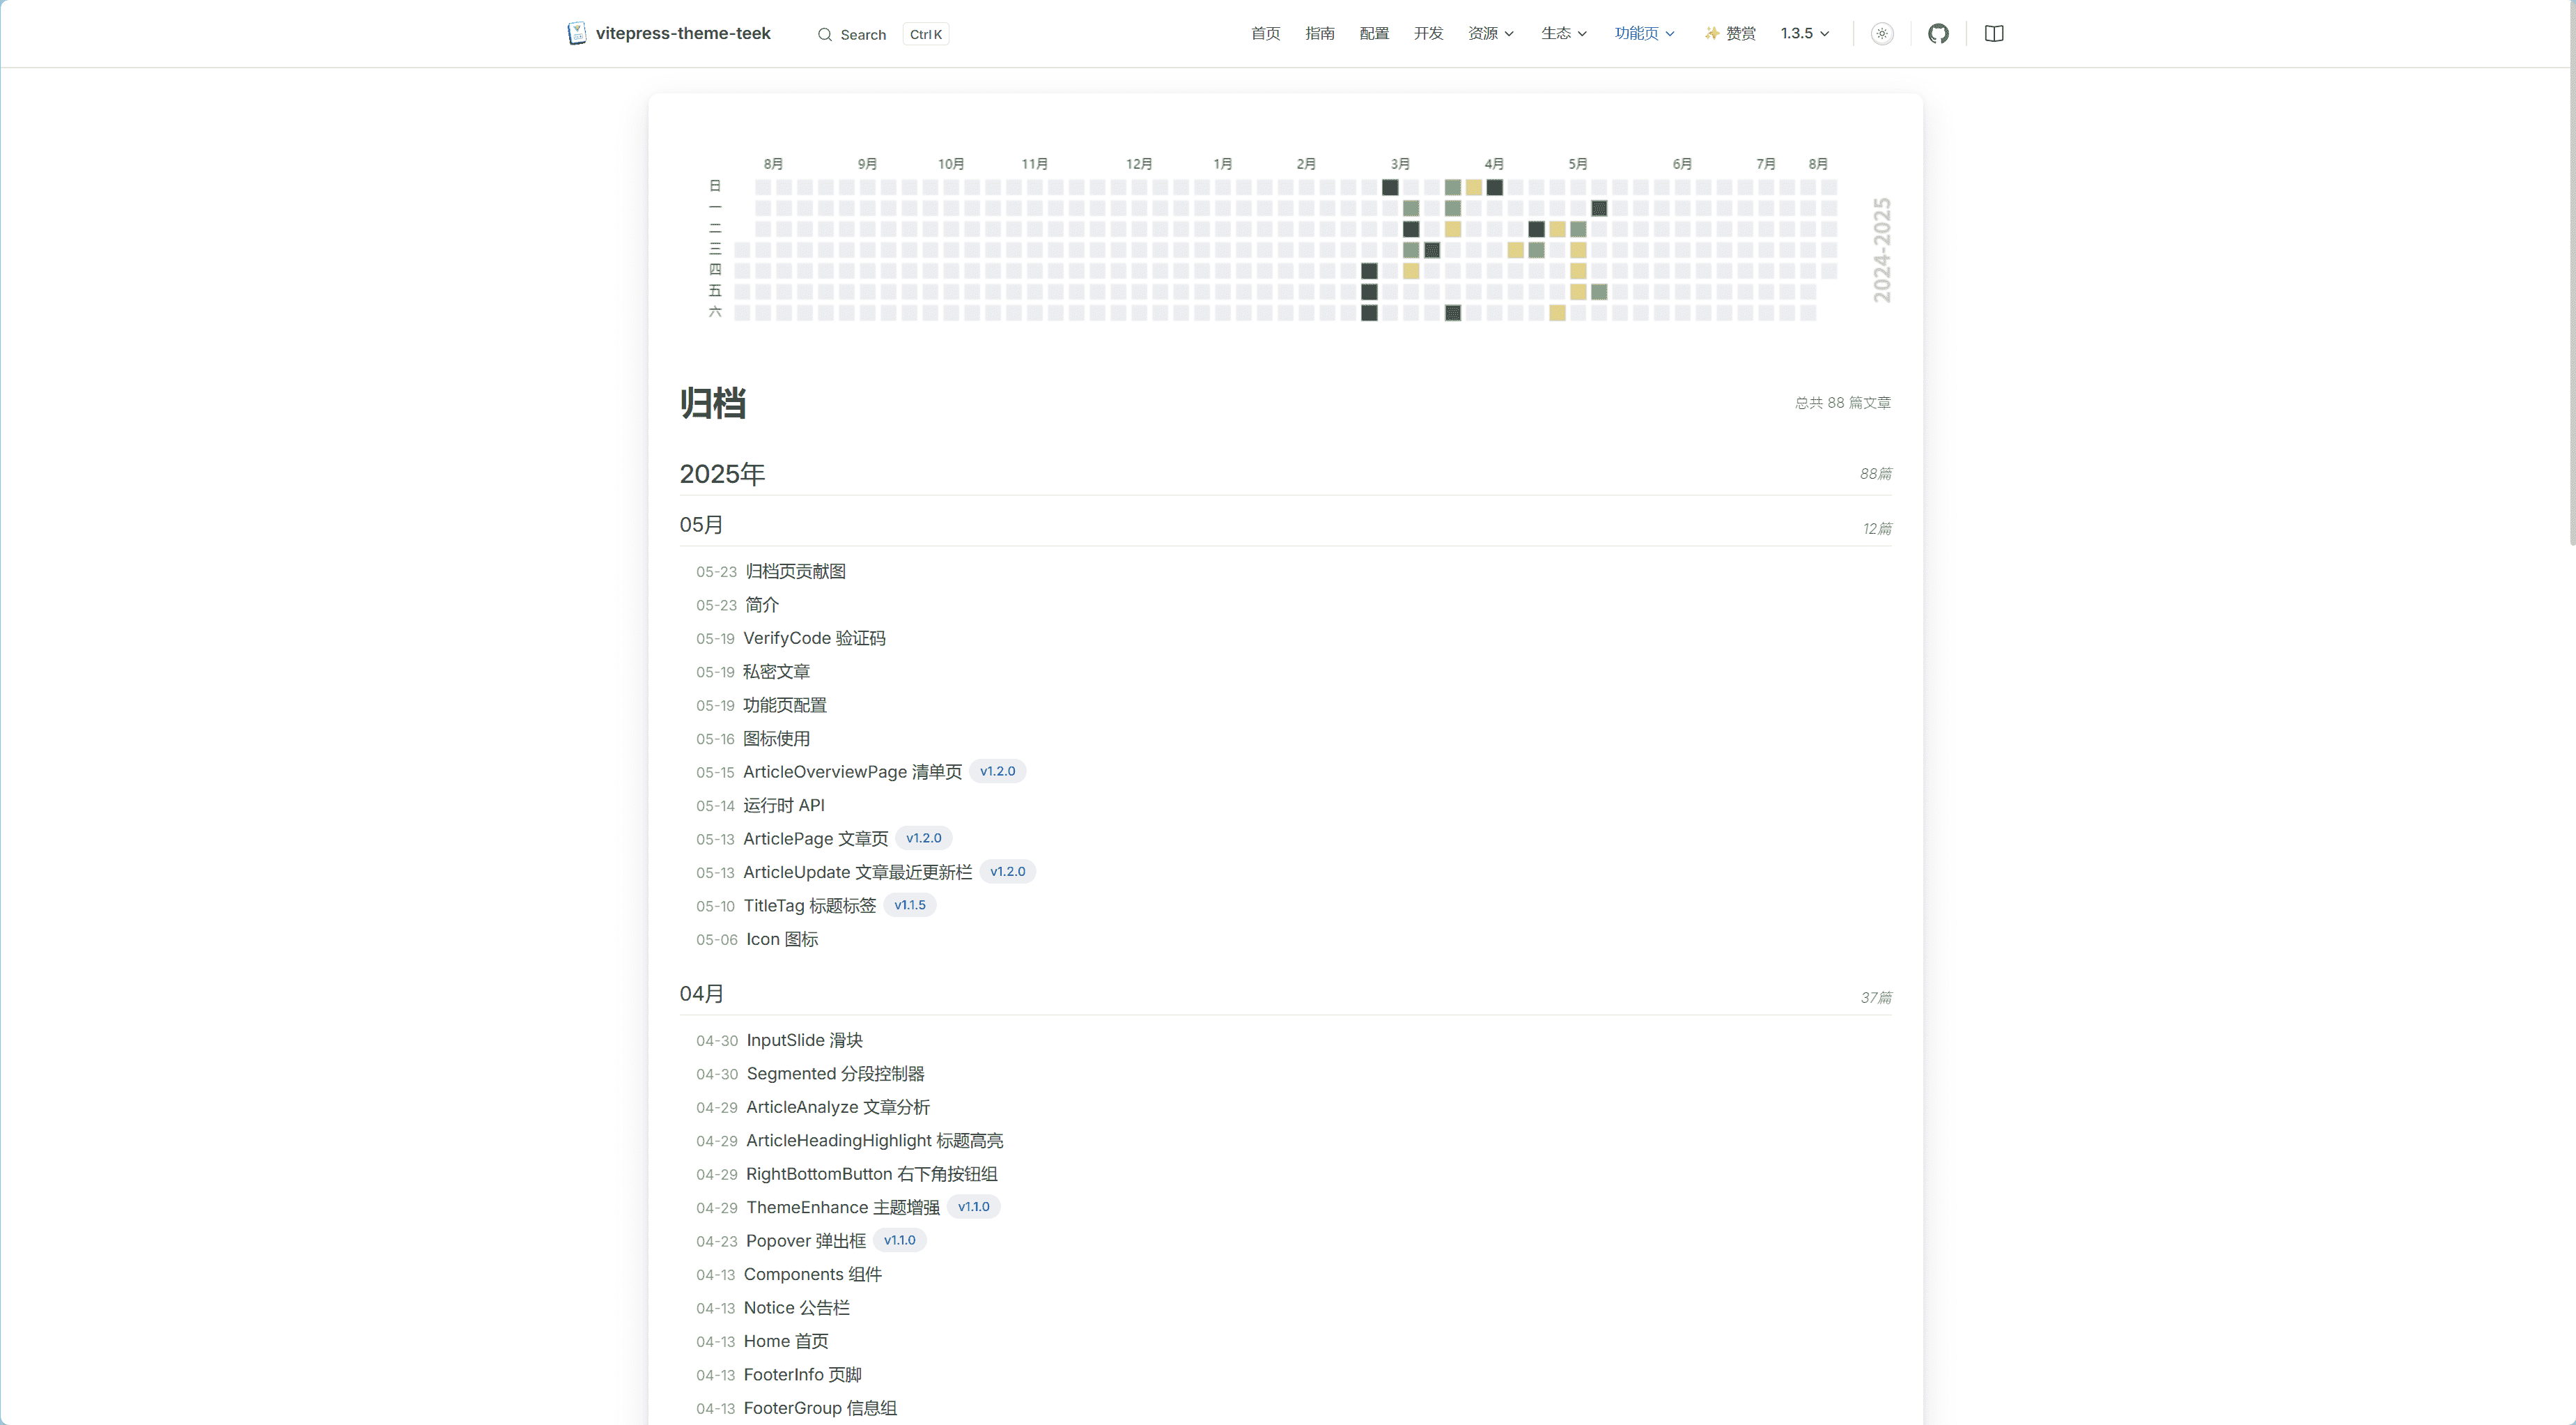 vitepress-theme-teek Search Ctrl K 首页 指南 配置 开发 资源 生态 功能页 ✨ 赞赏 1.3.5
8月 9月 10月 11月 12月 1月 2月 3月 4月 5月 6月 7月 8月
日
一
二
三
四
五
六
2024-2025
归档 总共 88 篇文章
2025年 88篇
05月 12篇
05-23 归档页贡献图
05-23 简介
05-19 VerifyCode 验证码
05-19 私密文章
05-19 功能页配置
05-16 图标使用
05-15 ArticleOverviewPage 清单页 v1.2.0
05-14 运行时 API
05-13 ArticlePage 文章页 v1.2.0
05-13 ArticleUpdate 文章最近更新栏 v1.2.0
05-10 TitleTag 标题标签 v1.1.5
05-06 Icon 图标
04月 37篇
04-30 InputSlide 滑块
04-30 Segmented 分段控制器
04-29 ArticleAnalyze 文章分析
04-29 ArticleHeadingHighlight 标题高亮
04-29 RightBottomButton 右下角按钮组
04-29 ThemeEnhance 主题增强 v1.1.0
04-23 Popover 弹出框 v1.1.0
04-13 Components 组件
04-13 Notice 公告栏
04-13 Home 首页
04-13 FooterInfo 页脚
04-13 FooterGroup 信息组